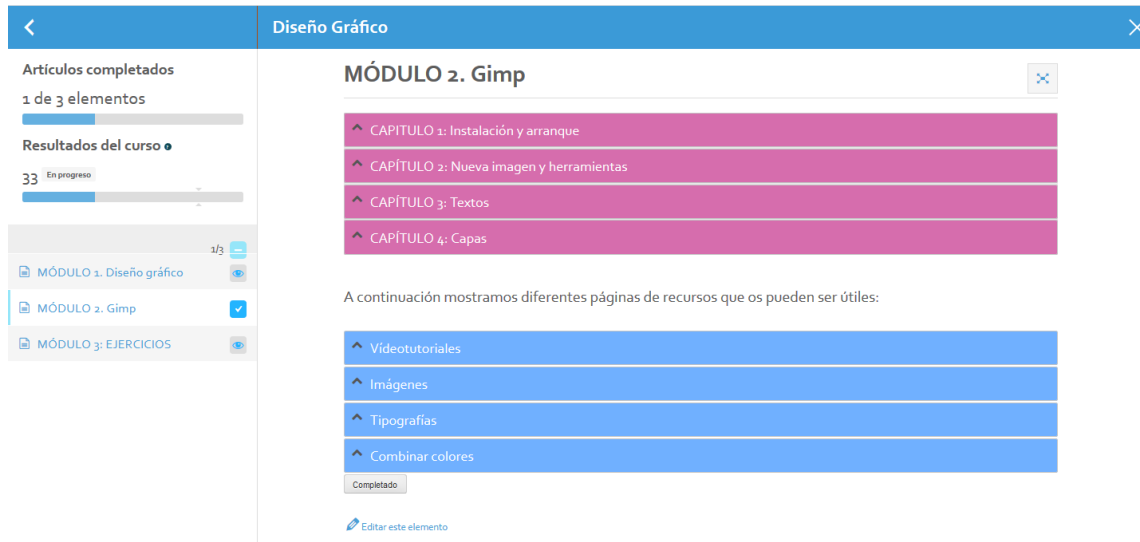 Diseño Gráfico
Artículos completados
1 de 3 elementos
Resultados del curso
33 En progreso
1/3
MÓDULO 1. Diseño gráfico
MÓDULO 2. Gimp
MÓDULO 3: EJERCICIOS
MÓDULO 2. Gimp
CAPITULO 1: Instalación y arranque
CAPÍTULO 2: Nueva imagen y herramientas
CAPÍTULO 3: Textos
CAPÍTULO 4: Capas
A continuación mostramos diferentes páginas de recursos que os pueden ser útiles:
Vídeotutoriales
Imágenes
Tipografías
Combinar colores
Completado
Editar este elemento